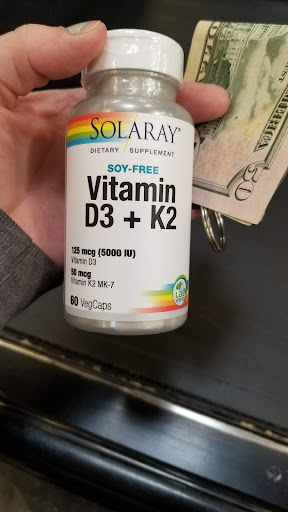 SOLARAY®
DIETARY SUPPLEMENT
SOY-FREE
Vitamin
D3 + K2
125 mcg (5000 IU)
Vitamin D3
50 mcg
Vitamin K2 MK-7
60 VegCaps
50